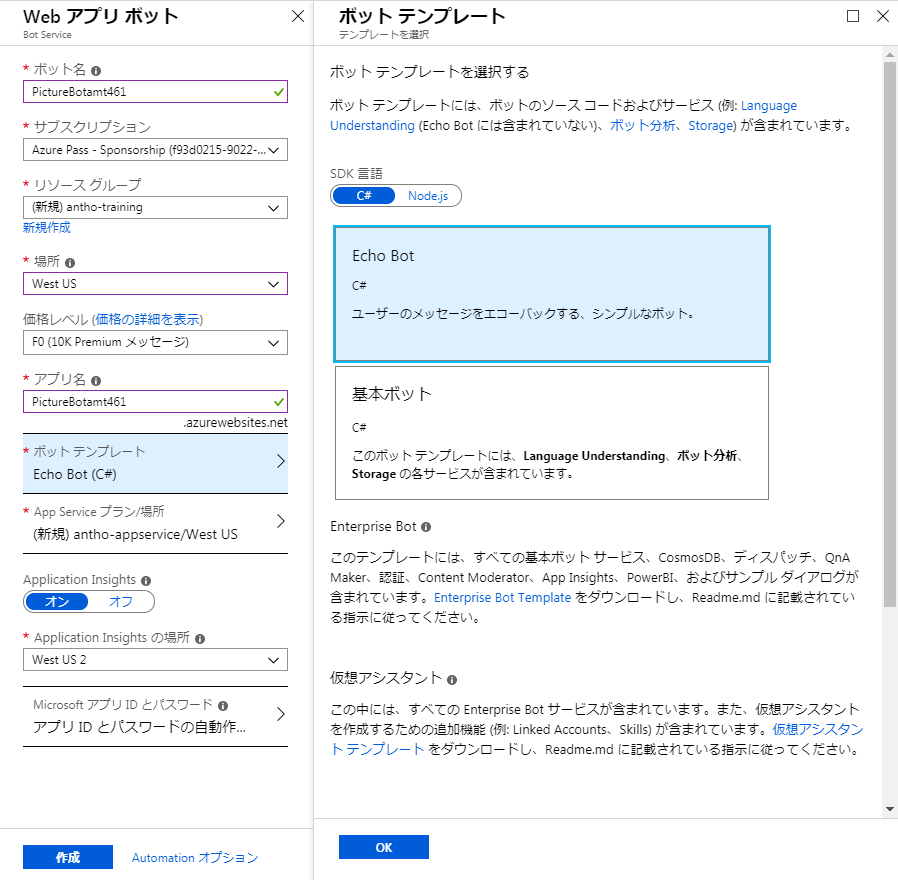 Web アプリ ボット
Bot Service
* ボット名
PictureBotamt461
* サブスクリプション
Azure Pass - Sponsorship (f93d0215-9022-...
* リソース グループ
(新規) antho-training
新規作成
* 場所
West US
価格レベル (価格の詳細を表示)
F0 (10K Premium メッセージ)
* アプリ名
PictureBotamt461
.azurewebsites.net
* ボット テンプレート
Echo Bot (C#)
* App Service プラン/場所
(新規) antho-appservice/West US
Application Insights
オン オフ
* Application Insights の場所
West US 2
Microsoft アプリ ID とパスワード
アプリ ID とパスワードの自動作...
作成 Automation オプション
ボット テンプレート
テンプレートを選択
ボット テンプレートを選択する
ボット テンプレートには、ボットのソース コードおよびサービス (例: Language
Understanding (Echo Bot には含まれていない)、ボット分析、Storage) が含まれています。
SDK 言語
C# Node.js
Echo Bot
C#
ユーザーのメッセージをエコーバックする、シンプルなボット。
基本ボット
C#
このボット テンプレートには、Language Understanding、ボット分析、
Storage の各サービスが含まれています。
Enterprise Bot
このテンプレートには、すべての基本ボット サービス、CosmosDB、ディスパッチ、QnA
Maker、認証、Content Moderator、App Insights、PowerBI、およびサンプル ダイアログが
含まれています。Enterprise Bot Template をダウンロードし、Readme.md に記載されてい
る指示に従ってください。
仮想アシスタント
この中には、すべての Enterprise Bot サービスが含まれています。また、仮想アシスタント
を作成するための追加機能 (例: Linked Accounts、Skills) が含まれています。仮想アシスタン
ト テンプレート をダウンロードし、Readme.md に記載されている指示に従ってください。
OK